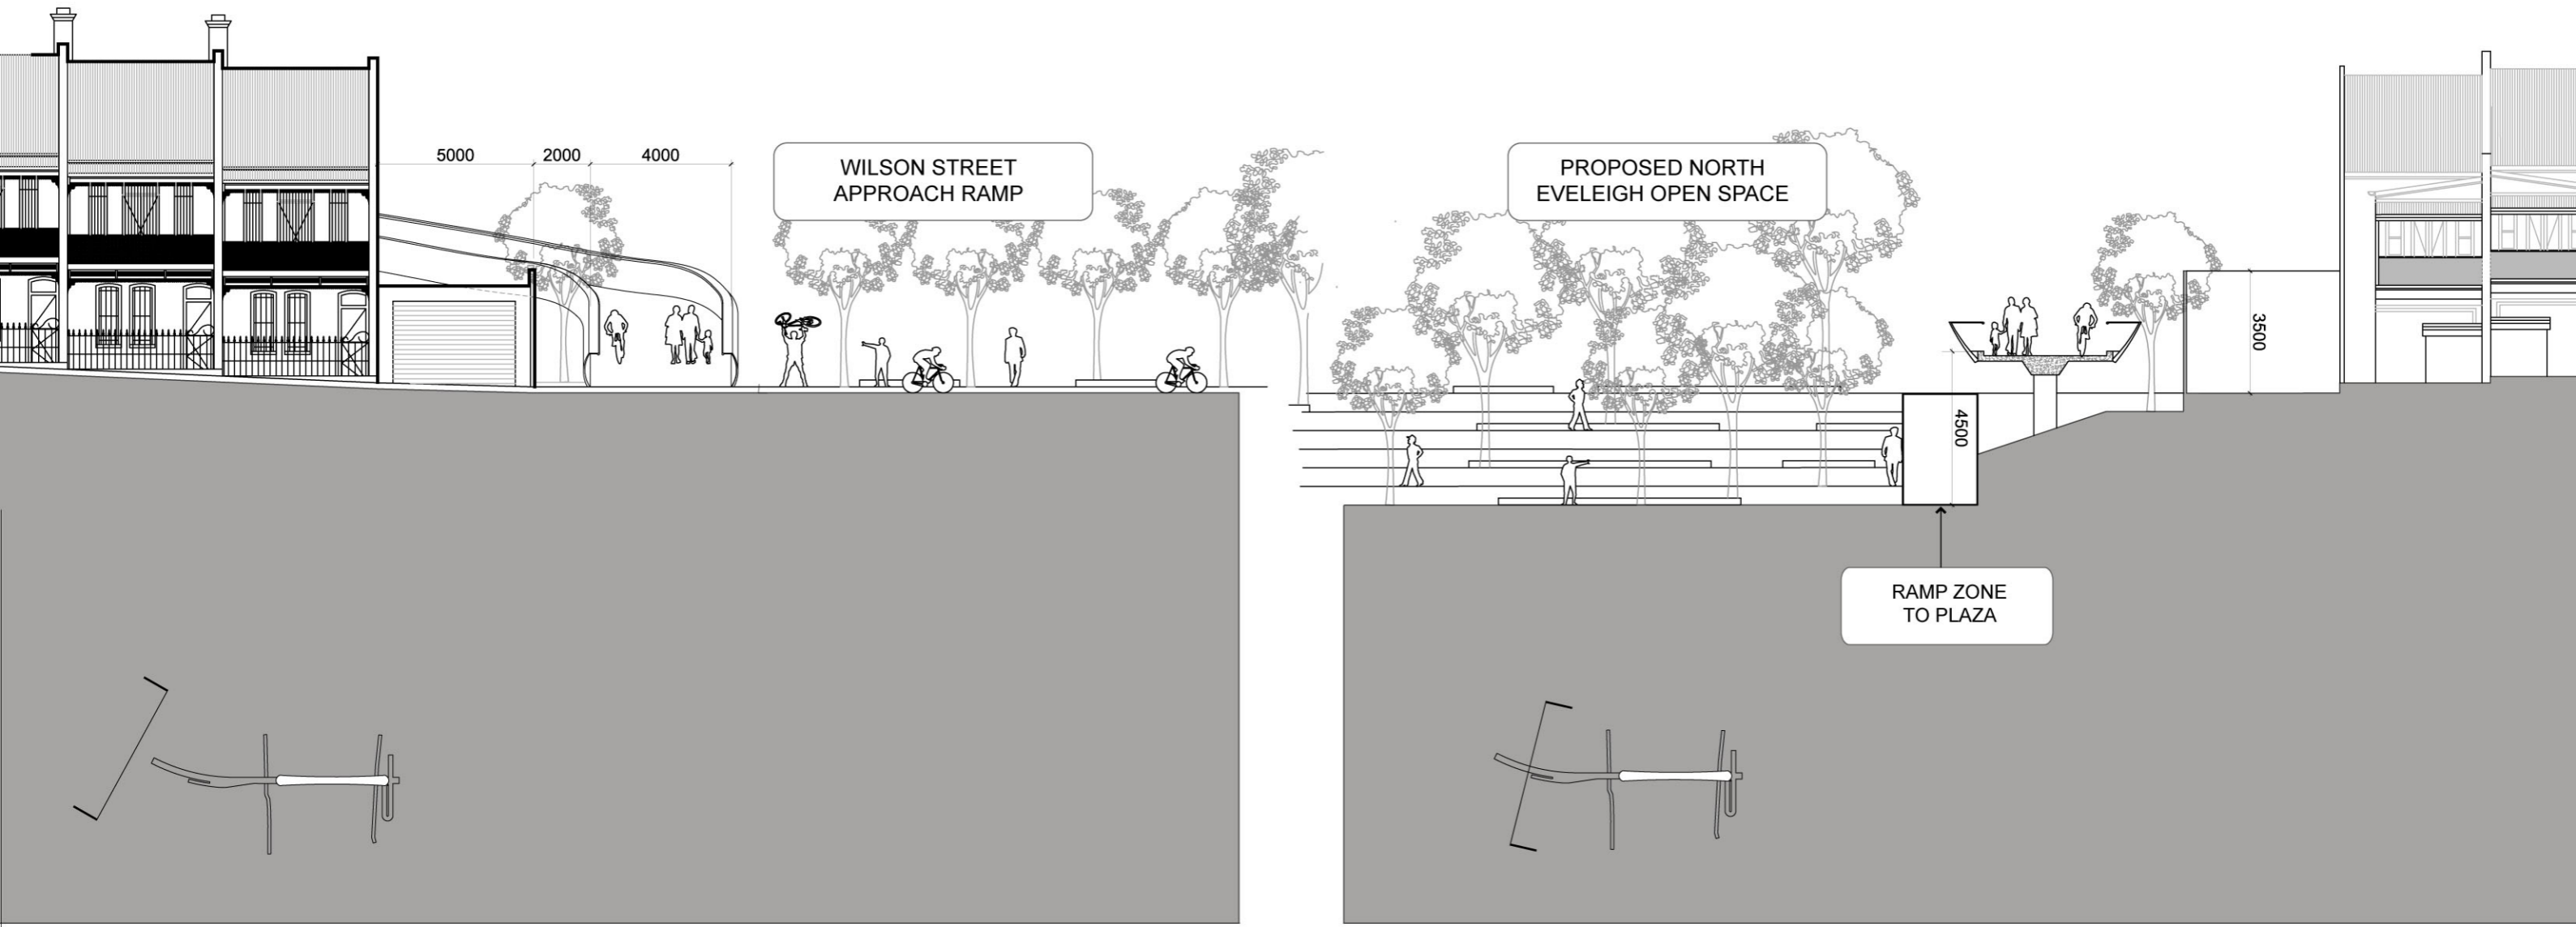 5000
2000
4000
WILSON STREET
APPROACH RAMP
PROPOSED NORTH
EVELEIGH OPEN SPACE
3500
4500
RAMP ZONE
TO PLAZA